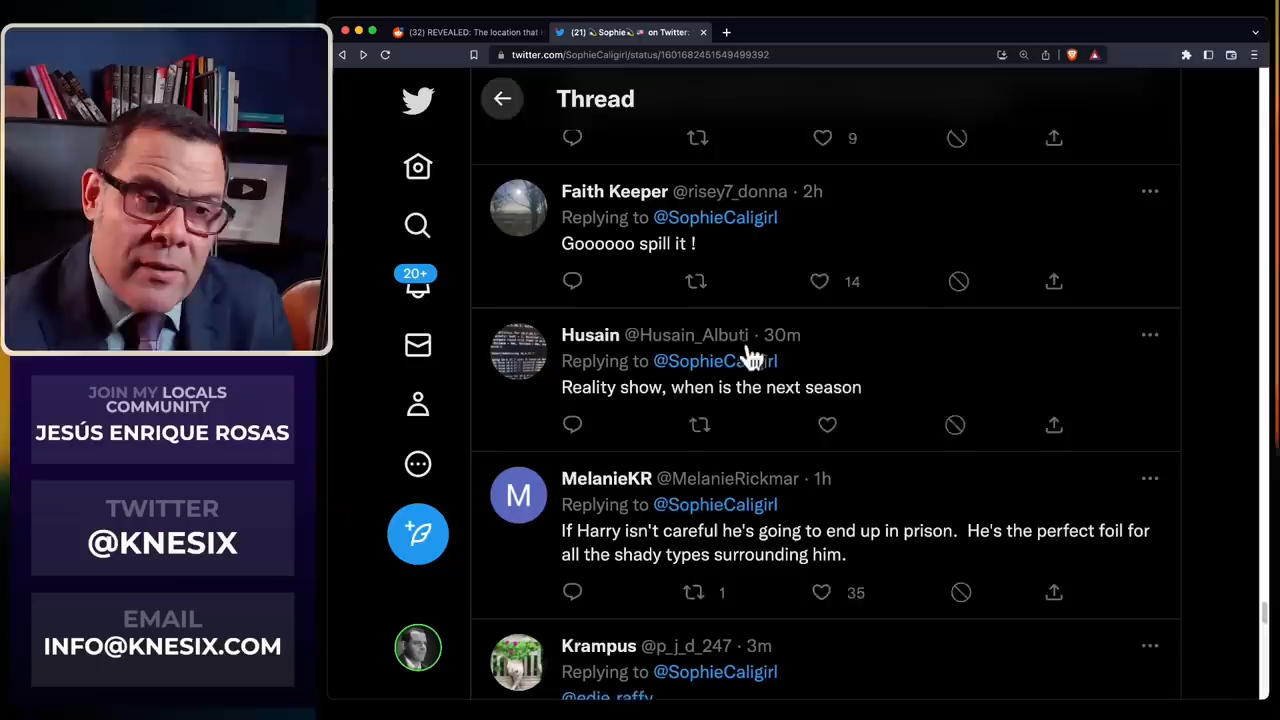 (32) REVEALED: The location that
(21) Sophie on Twitter:
twitter.com/SophieCaligirl/status/1601682451549499392
Thread
9
Faith Keeper @risey7_donna · 2h
Replying to @SophieCaligirl
Goooooo spill it !
14
20+
Husain @Husain_Albuti · 30m
Replying to @SophieCaligirl
Reality show, when is the next season
MelanieKR @MelanieRickmar · 1h
M
Replying to @SophieCaligirl
If Harry isn't careful he's going to end up in prison. He's the perfect foil for
all the shady types surrounding him.
1 35
Krampus @p_j_d_247 · 3m
Replying to @SophieCaligirl
@edie_raffy
JOIN MY LOCALS
COMMUNITY
JESÚS ENRIQUE ROSAS
TWITTER
@KNESIX
EMAIL
INFO@KNESIX.COM